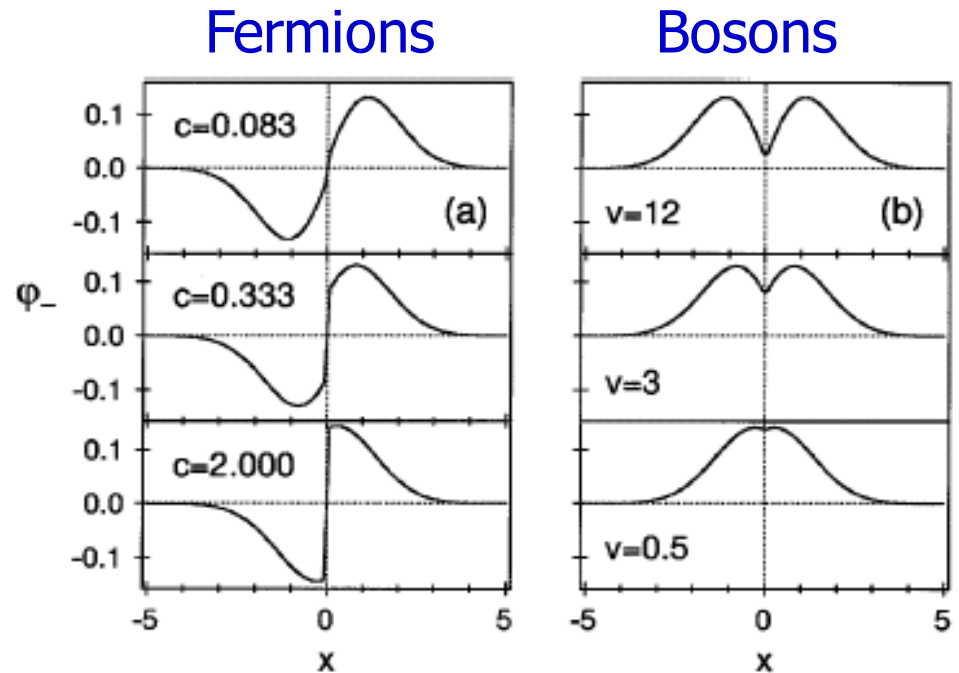 Fermions
Bosons
φ_
0.1
0.0
-0.1
c=0.083
(a)
0.1
0.0
-0.1
c=0.333
0.1
0.0
-0.1
c=2.000
-5
0
5
x
v=12
(b)
v=3
v=0.5
-5
0
5
x